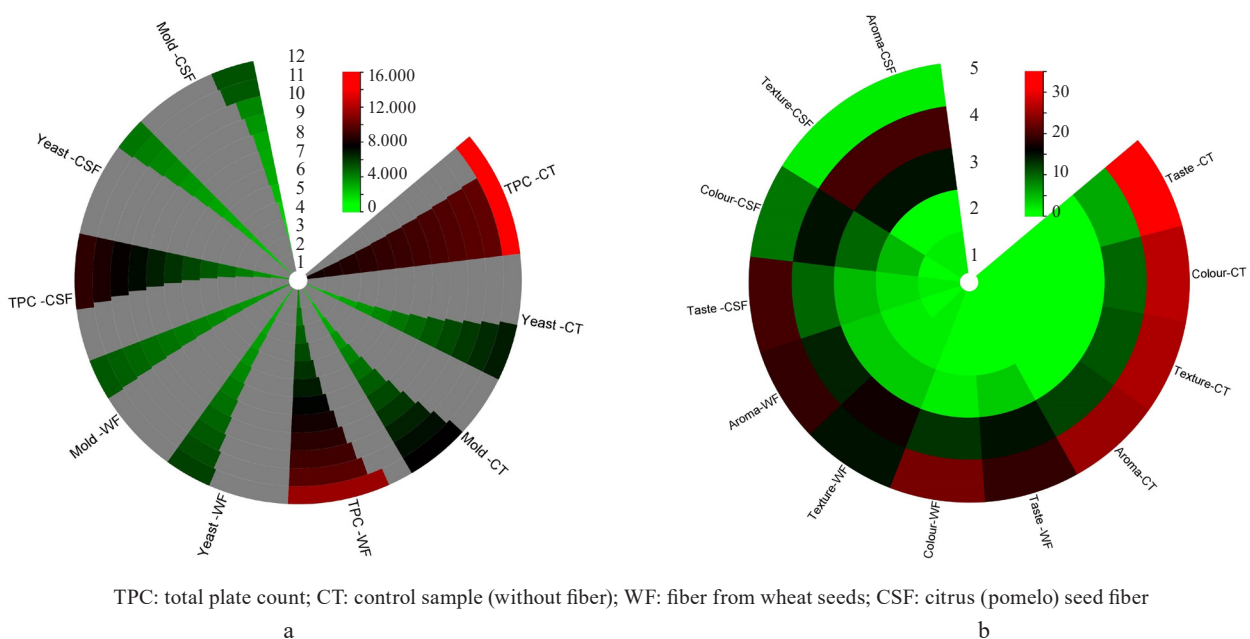 Mold -CSF
Yeast -CSF
TPC -CSF
Mold -WF
Yeast -WF
TPC -WF
Mold -CT
Yeast -CT
TPC -CT
12
11
10
9
8
7
6
5
4
3
2
1
16.000
12.000
8.000
4.000
0
Aroma-CSF
Texture-CSF
Colour-CSF
Taste -CSF
Aroma-WF
Texture-WF
Colour-WF
Taste -WF
Aroma-CT
Texture-CT
Colour-CT
Taste -CT
5
4
3
2
1
30
20
10
0
TPC: total plate count; CT: control sample (without fiber); WF: fiber from wheat seeds; CSF: citrus (pomelo) seed fiber
a
b